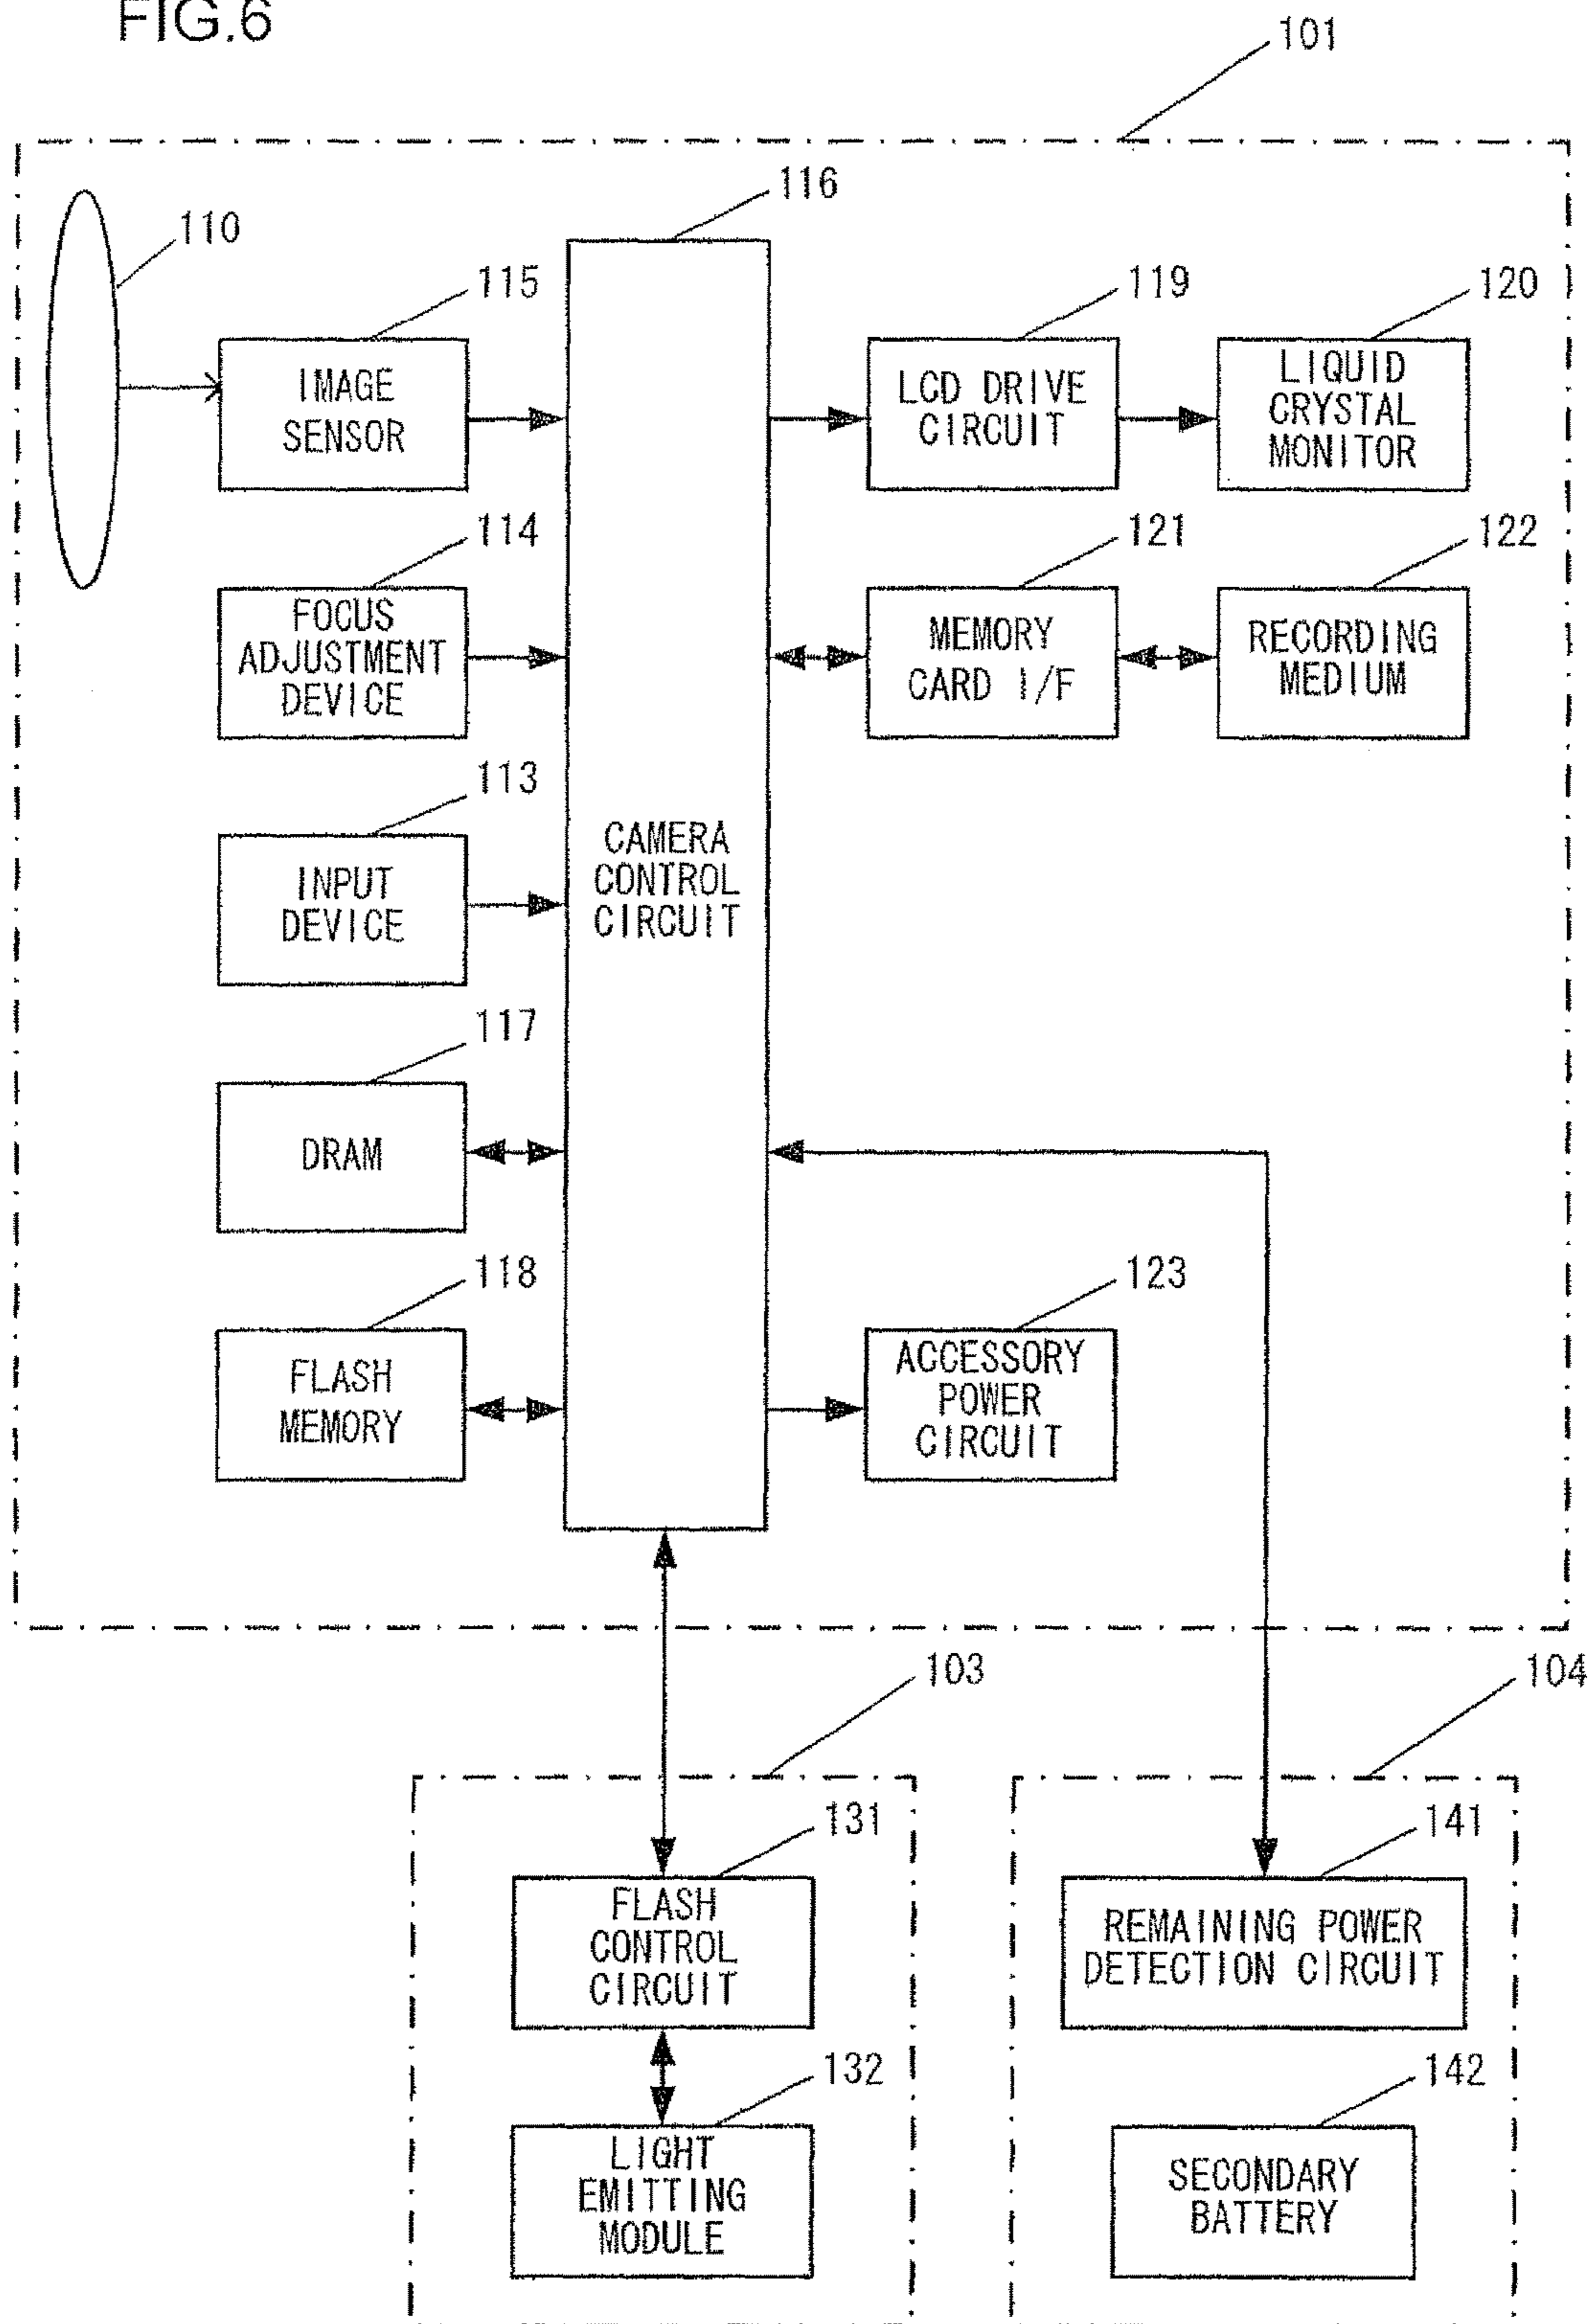 FIG.6
101
116
110
115
119
120
IMAGE
SENSOR
LCD DRIVE
CIRCUIT
LIQUID
CRYSTAL
MONITOR
114
121
122
FOCUS
ADJUSTMENT
DEVICE
MEMORY
CARD I/F
RECORDING
MEDIUM
113
INPUT
DEVICE
CAMERA
CONTROL
CIRCUIT
117
DRAM
118
123
FLASH
MEMORY
ACCESSORY
POWER
CIRCUIT
103
104
131
141
FLASH
CONTROL
CIRCUIT
REMAINING POWER
DETECTION CIRCUIT
132
142
LIGHT
EMITTING
MODULE
SECONDARY
BATTERY